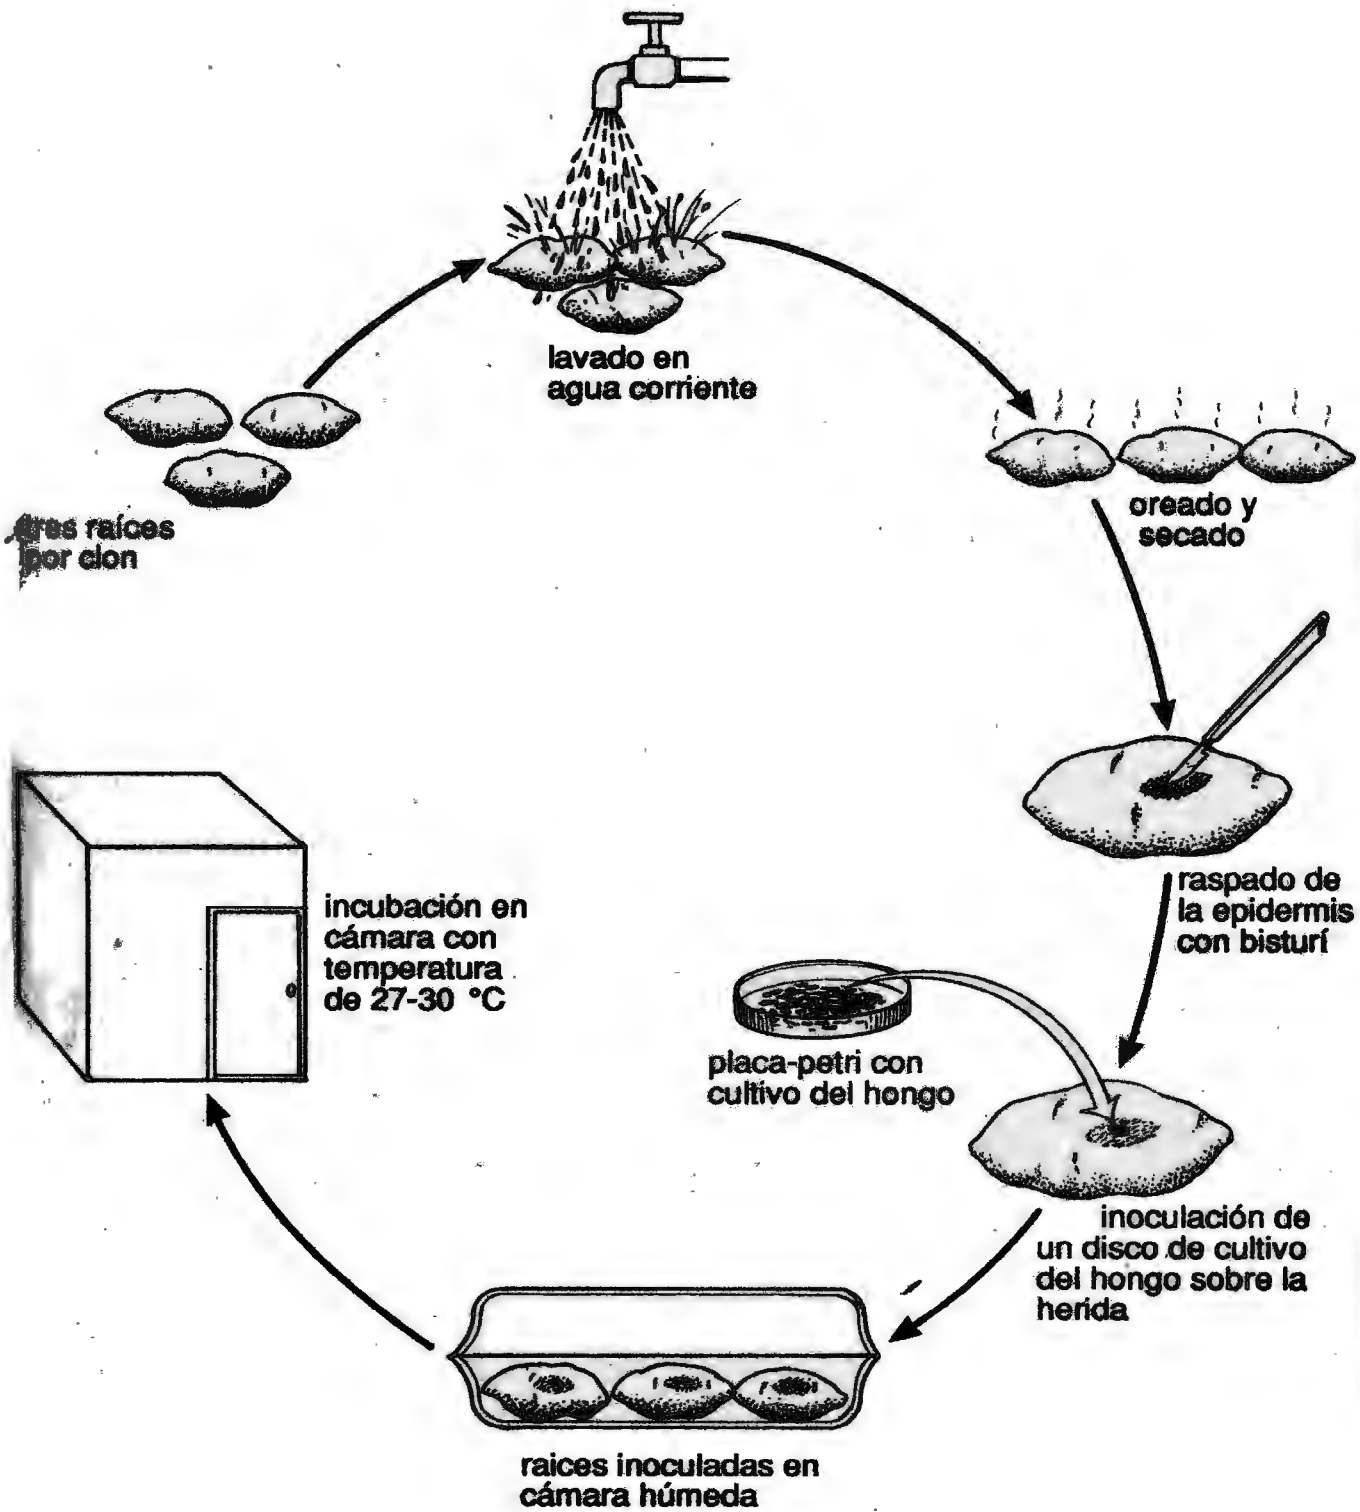 lavado en
agua corriente
tres raíces
por clon
oreado y
secado
raspado de
la epidermis
con bisturí
incubación en
cámara con
temperatura
de 27-30 °C
placa-petri con
cultivo del hongo
inoculación de
un disco de cultivo
del hongo sobre la
herida
raices inoculadas en
cámara húmeda